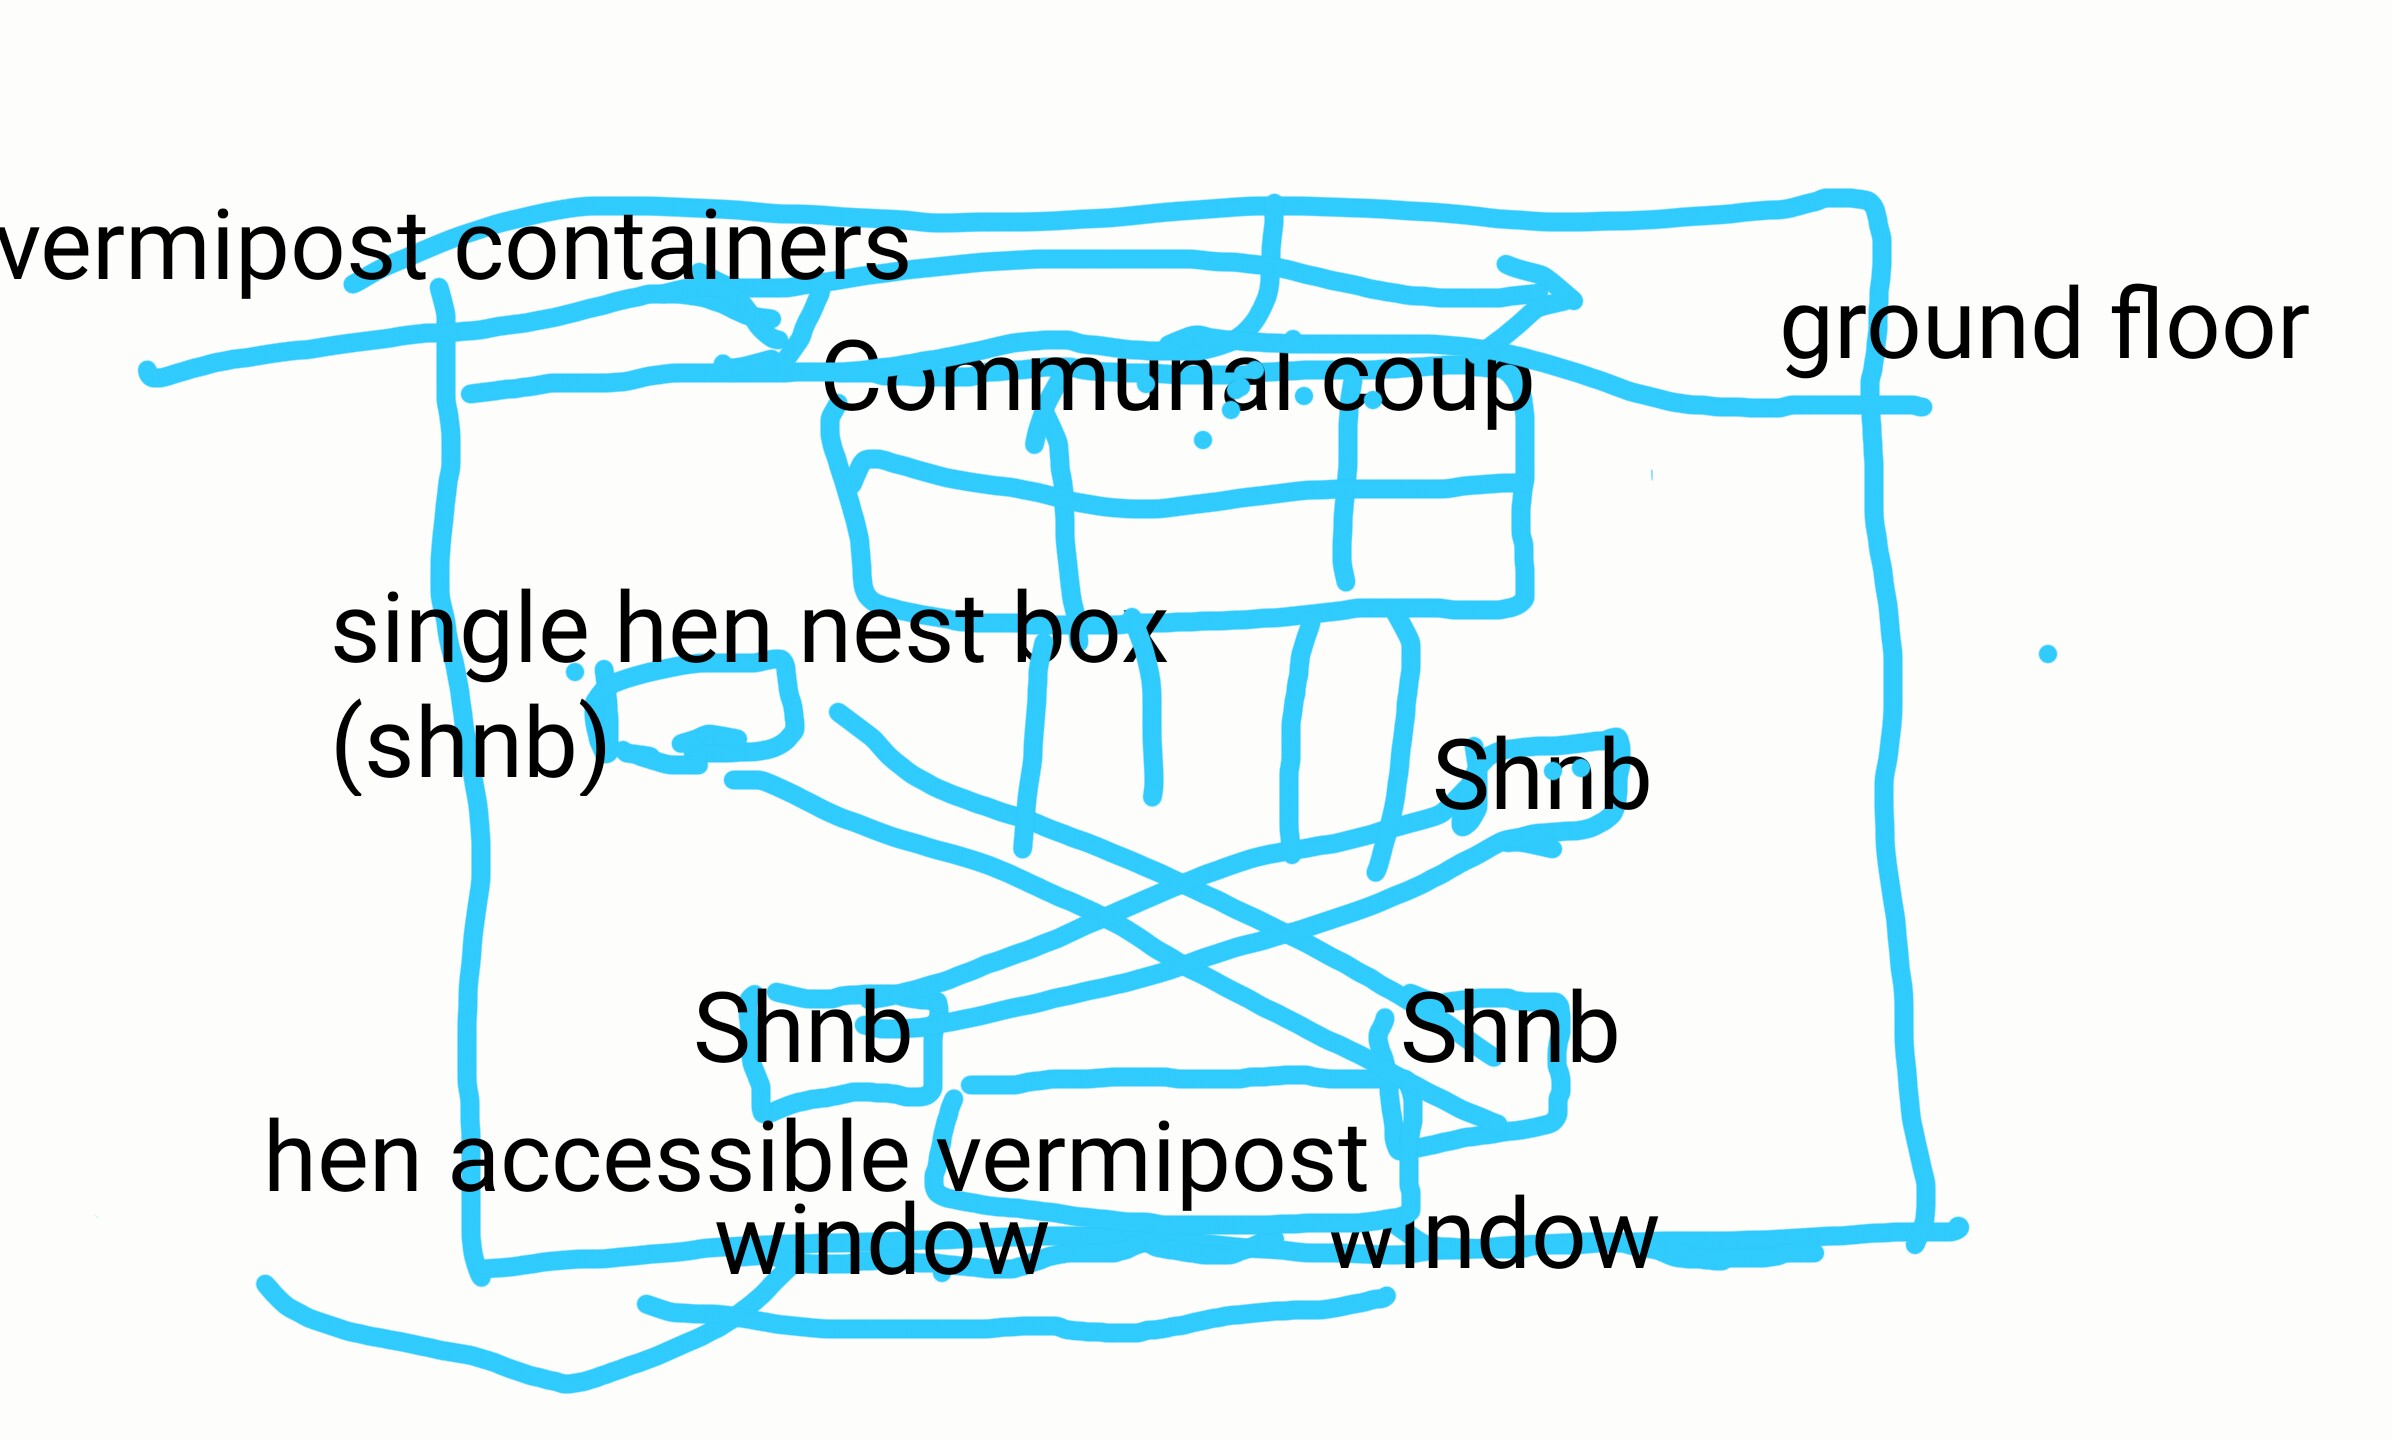 vermipost containers
ground floor
Communal coup
single hen nest box
(shnb)
Shnb
Shnb
Shnb
hen accessible vermipost
window
window